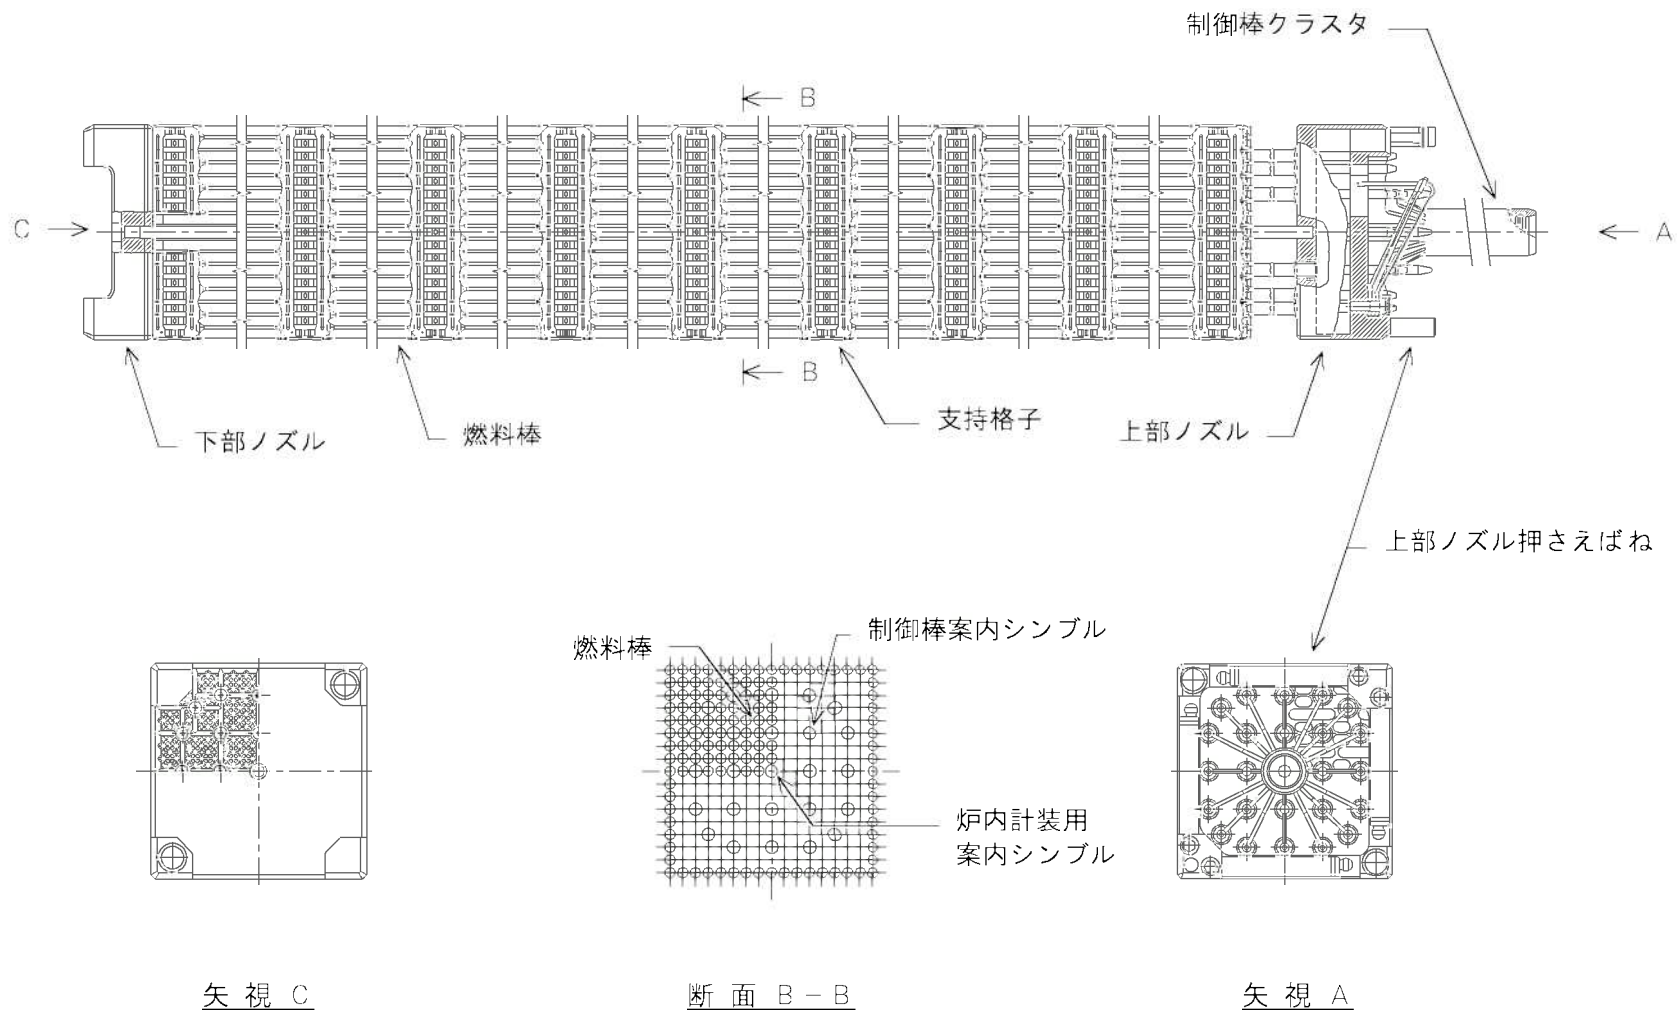 制御棒クラスタ
B
C
A
B
下部ノズル
燃料棒
支持格子
上部ノズル
上部ノズル押さえばね
燃料棒
制御棒案内シンブル
炉内計装用
案内シンブル
矢視 C
断面 B－B
矢視 A